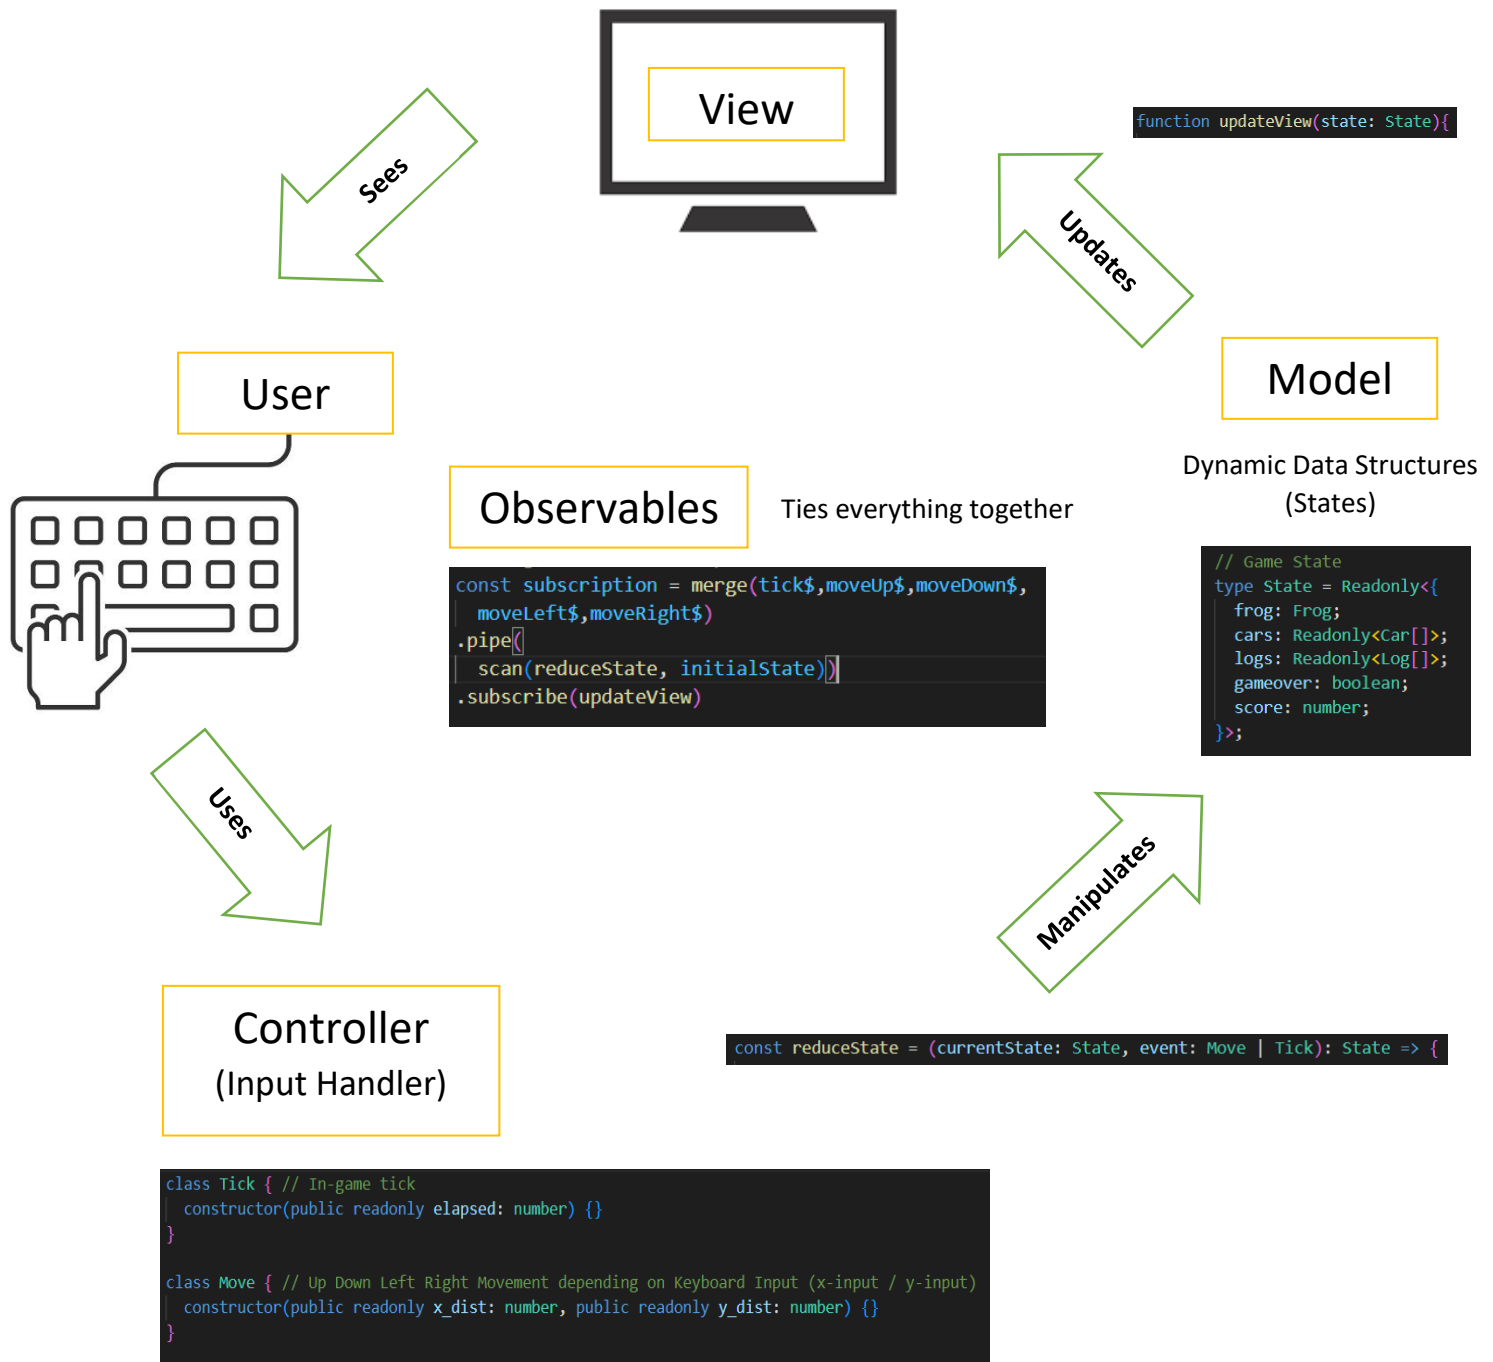 View
function updateView(state: State){
Sees
Updates
User
Model
Dynamic Data Structures
(States)
Observables
Ties everything together
const subscription = merge(tick$,moveUp$,moveDown$,
moveLeft$,moveRight$)
.pipe(
scan(reduceState, initialState))
.subscribe(updateView)
// Game State
type State = Readonly<{
frog: Frog;
cars: Readonly<Car[]>;
logs: Readonly<Log[]>;
gameover: boolean;
score: number;
}>;
Uses
Manipulates
Controller
(Input Handler)
const reduceState = (currentState: State, event: Move | Tick): State => {
class Tick { // In-game tick
constructor(public readonly elapsed: number) {}
}
class Move { // Up Down Left Right Movement depending on Keyboard Input (x-input / y-input)
constructor(public readonly x_dist: number, public readonly y_dist: number) {}
}